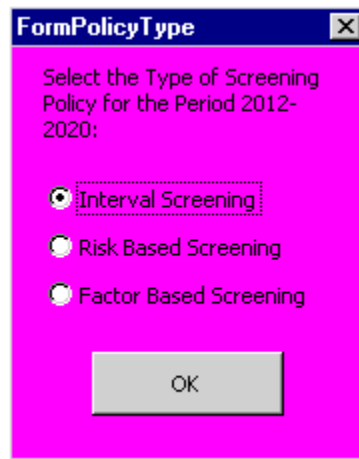 FormPolicyType
Select the Type of Screening
Policy for the Period 2012-
2020:
Interval Screening
Risk Based Screening
Factor Based Screening
OK